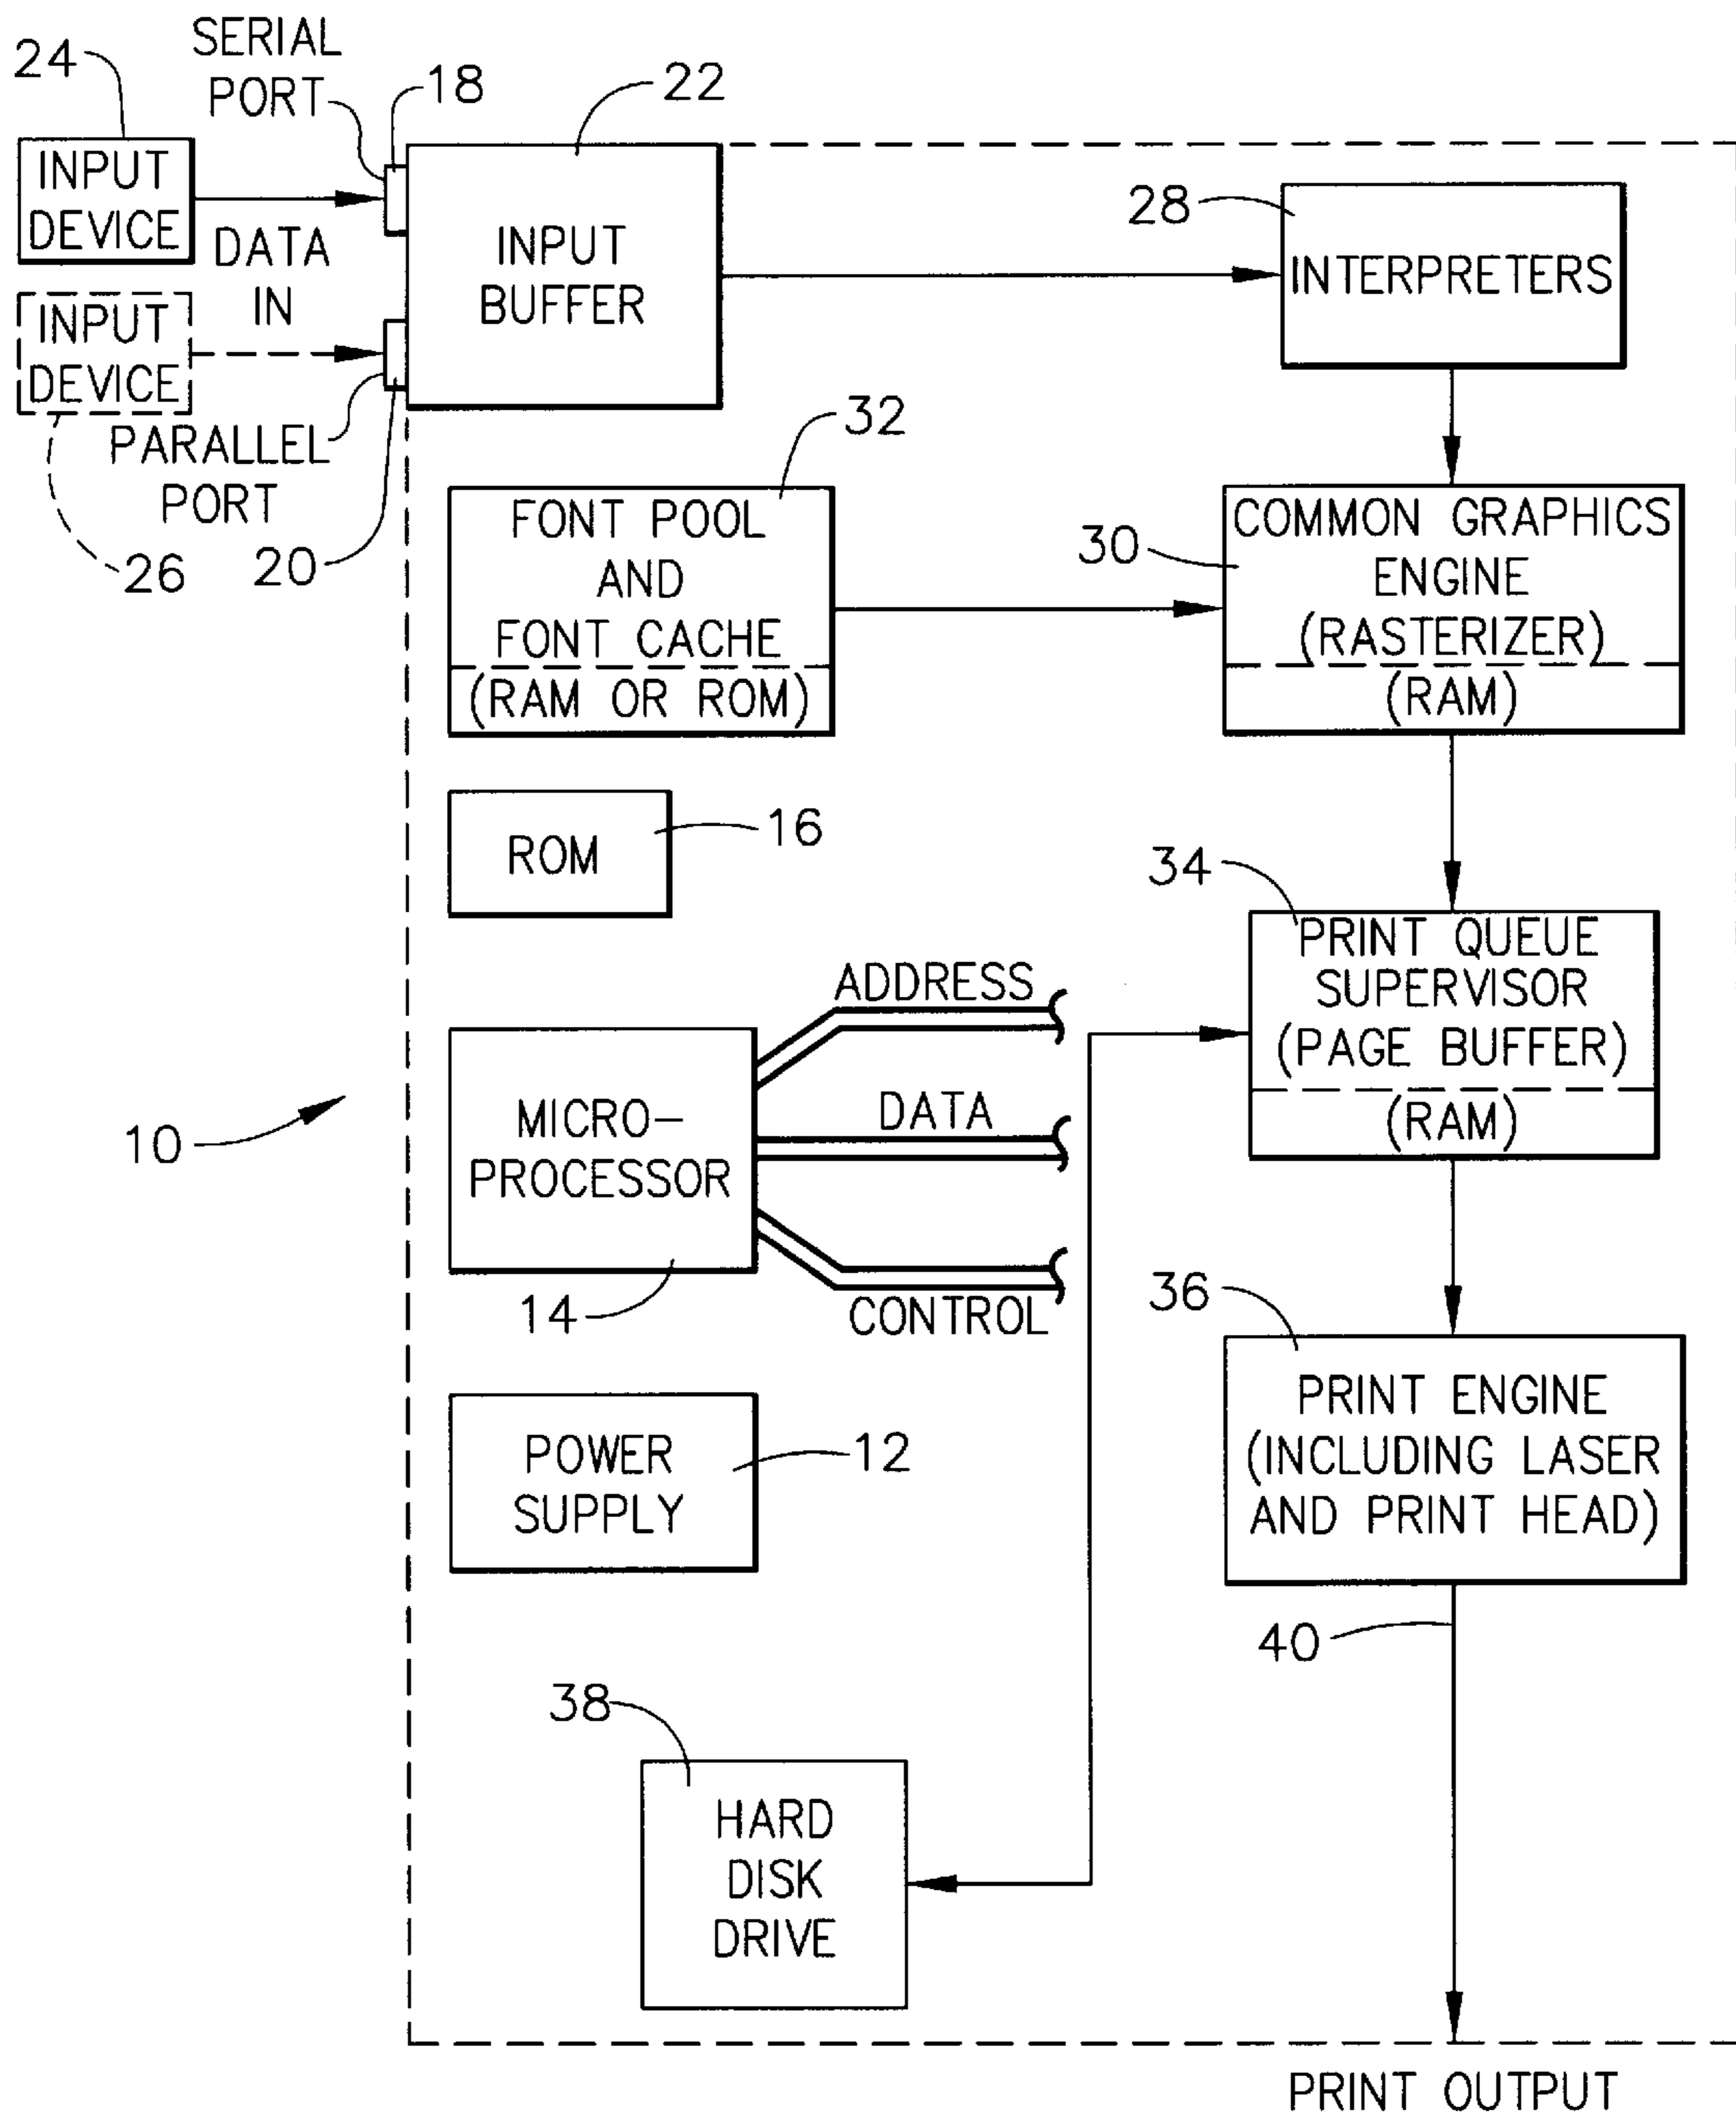 24
SERIAL
PORT
18
22
INPUT
DEVICE
DATA
IN
INPUT
BUFFER
28
INTERPRETERS
INPUT
DEVICE
PARALLEL
PORT
26
20
32
FONT POOL
AND
FONT CACHE
(RAM OR ROM)
30
COMMON GRAPHICS
ENGINE
(RASTERIZER)
(RAM)
ROM
16
34
PRINT QUEUE
SUPERVISOR
(PAGE BUFFER)
(RAM)
ADDRESS
DATA
CONTROL
10
MICRO-
PROCESSOR
14
36
PRINT ENGINE
(INCLUDING LASER
AND PRINT HEAD)
POWER
SUPPLY
12
40
38
HARD
DISK
DRIVE
PRINT OUTPUT